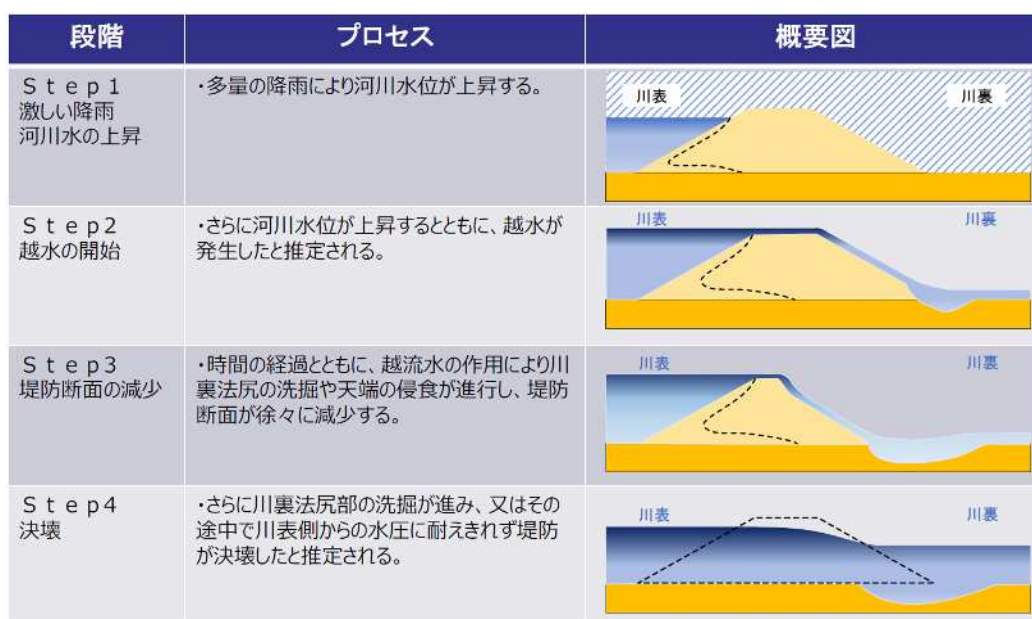 段階 プロセス 概要図
Ｓｔｅｐ１
激しい降雨
河川水の上昇
・多量の降雨により河川水位が上昇する。
川表 川裏
Ｓｔｅｐ２
越水の開始
・さらに河川水位が上昇するとともに、越水が
発生したと推定される。
川表 川裏
Ｓｔｅｐ３
堤防断面の減少
・時間の経過とともに、越流水の作用により川
裏法尻の洗掘や天端の侵食が進行し、堤防
断面が徐々に減少する。
川表 川裏
Ｓｔｅｐ４
決壊
・さらに川裏法尻部の洗掘が進み、又はその
途中で川表側からの水圧に耐えきれず堤防
が決壊したと推定される。
川表 川裏